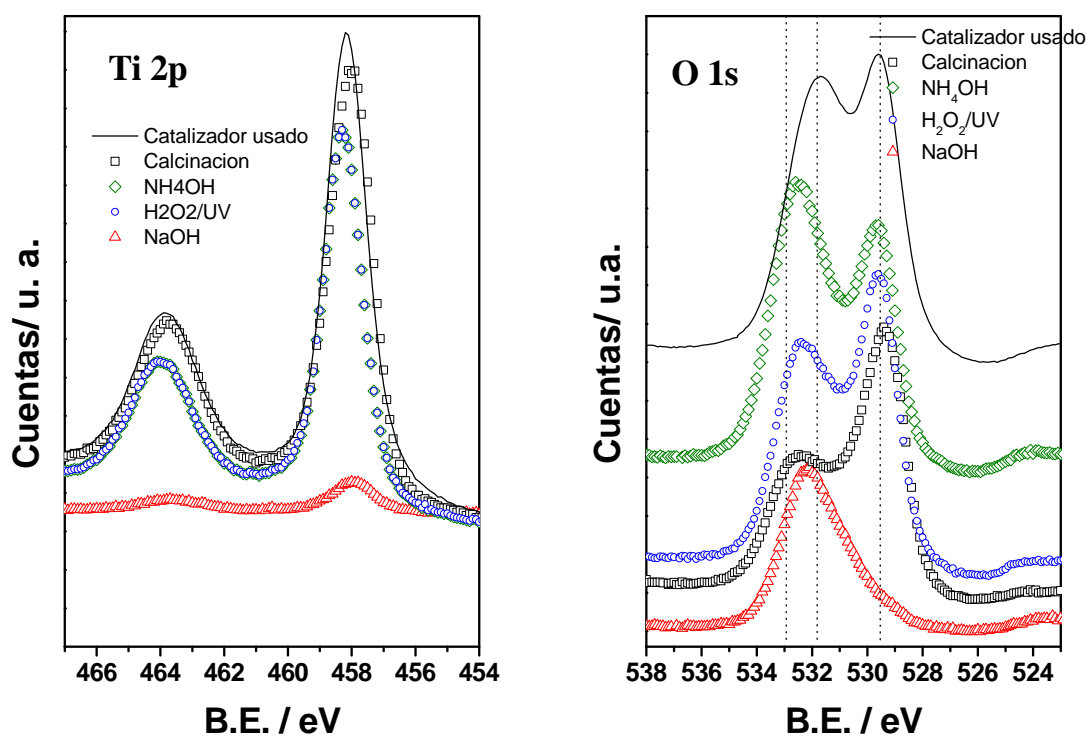 Ti 2p
Catalizador usado
Calcinacion
NH4OH
H2O2/UV
NaOH
Cuentas/ u. a.
466 464 462 460 458 456 454
B.E. / eV
O 1s
Catalizador usado
Calcinacion
NH₄OH
H₂O₂/UV
NaOH
Cuentas/ u.a.
538 536 534 532 530 528 526 524
B.E. / eV